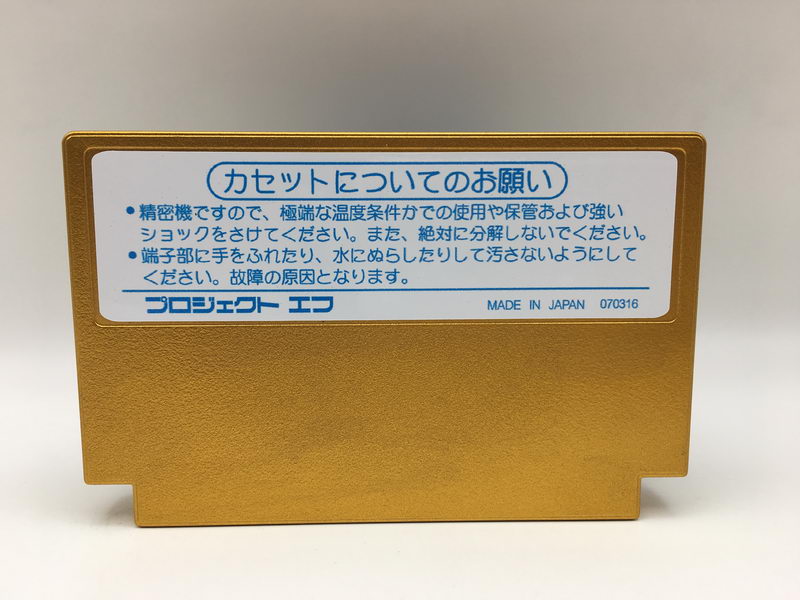 カセットについてのお願い
●精密機ですので、極端な温度条件かでの使用や保管および強い
ショックをさけてください。また、絶対に分解しないでください。
●端子部に手をふれたり、水にぬらしたりして汚さないようにして
ください。故障の原因となります。
プロジェクト エフ MADE IN JAPAN 070316